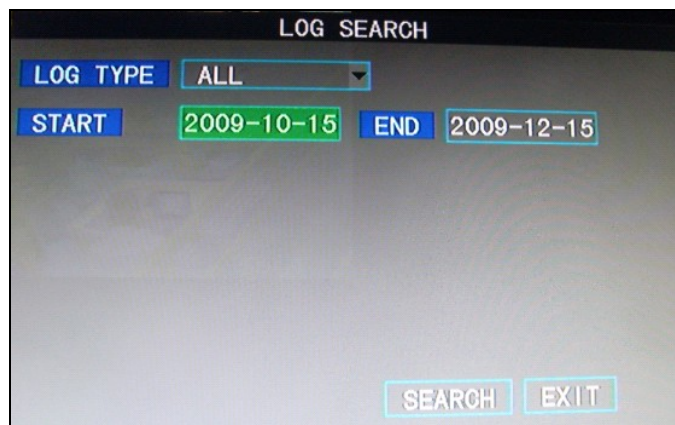 LOG SEARCH
LOG TYPE ALL
START 2009-10-15 END 2009-12-15
SEARCH EXIT